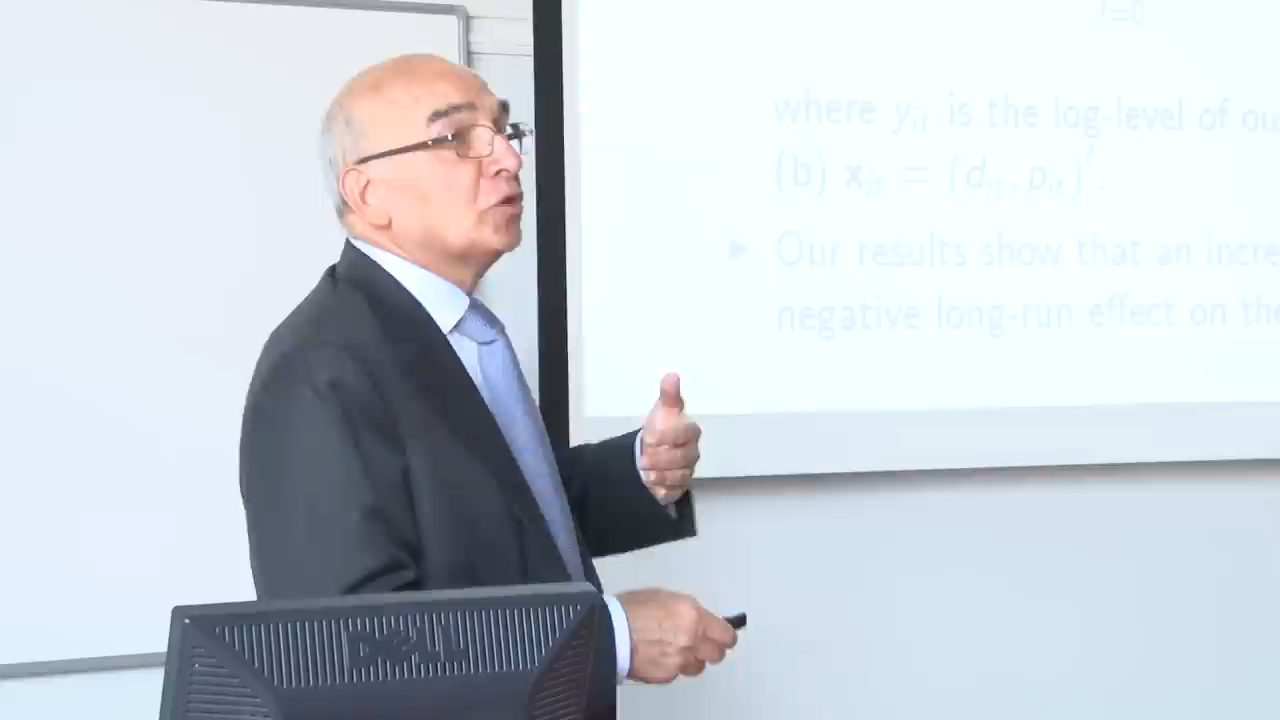 where y_it is the log-level of ou
(b) x_it = (d_it, p_it)′.
► Our results show that an incre
negative long-run effect on the
DELL